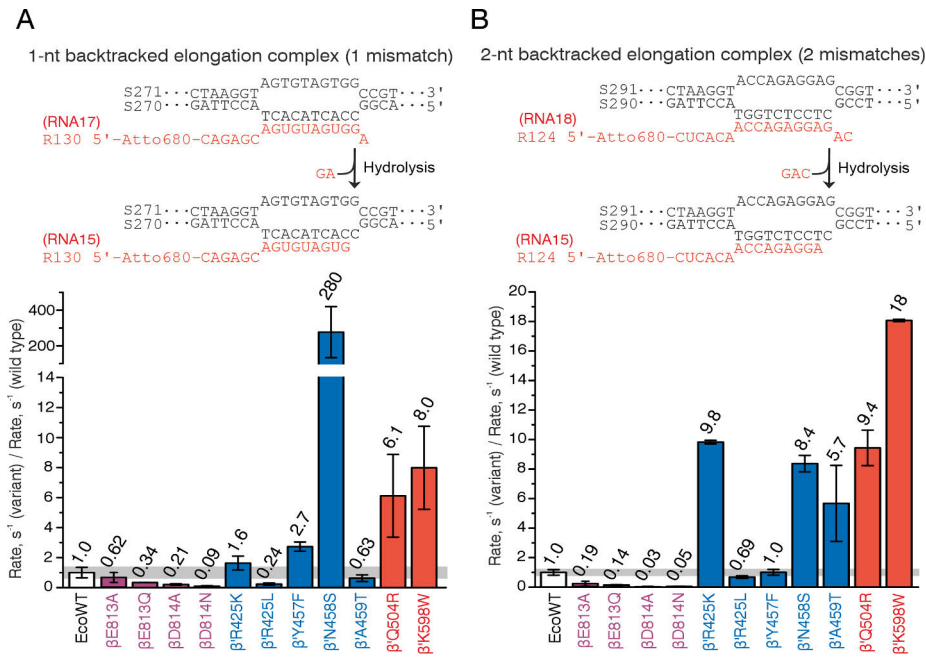 A
1-nt backtracked elongation complex (1 mismatch)
AGTGTAGTGG
S271···CTAAGGT CCGT···3'
S270···GATTCCA GGCA···5'
(RNA17)
TCACATCACC
AGUGUAGUGG
R130 5'-Atto680-CAGAGC A
GA
Hydrolysis
AGTGTAGTGG
S271···CTAAGGT CCGT···3'
S270···GATTCCA GGCA···5'
(RNA15)
TCACATCACC
AGUGUAGUG
R130 5'-Atto680-CAGAGC
Rate, s⁻¹ (variant) / Rate, s⁻¹ (wild type)
400
200
14
12
10
8
6
4
2
0
1.0
0.62
0.34
0.21
0.09
1.6
0.24
2.7
280
0.63
6.1
8.0
EcoWT
βE813A
βE813Q
βD814A
βD814N
β'R425K
β'R425L
β'Y457F
β'N458S
β'A459T
β'Q504R
β'K598W
B
2-nt backtracked elongation complex (2 mismatches)
ACCAGAGGAG
S291···CTAAGGT CGGT···3'
S290···GATTCCA GCCT···5'
(RNA18)
TGGTCTCCTC
ACCAGAGGAG
R124 5'-Atto680-CUCACA AC
GAC
Hydrolysis
ACCAGAGGAG
S291···CTAAGGT CGGT···3'
S290···GATTCCA GCCT···5'
(RNA15)
TGGTCTCCTC
ACCAGAGGA
R124 5'-Atto680-CUCACA
Rate, s⁻¹ (variant) / Rate, s⁻¹ (wild type)
20
18
16
14
12
10
8
6
4
2
0
1.0
0.19
0.14
0.03
0.05
9.8
0.69
1.0
8.4
5.7
9.4
18
EcoWT
βE813A
βE813Q
βD814A
βD814N
β'R425K
β'R425L
β'Y457F
β'N458S
β'A459T
β'Q504R
β'K598W